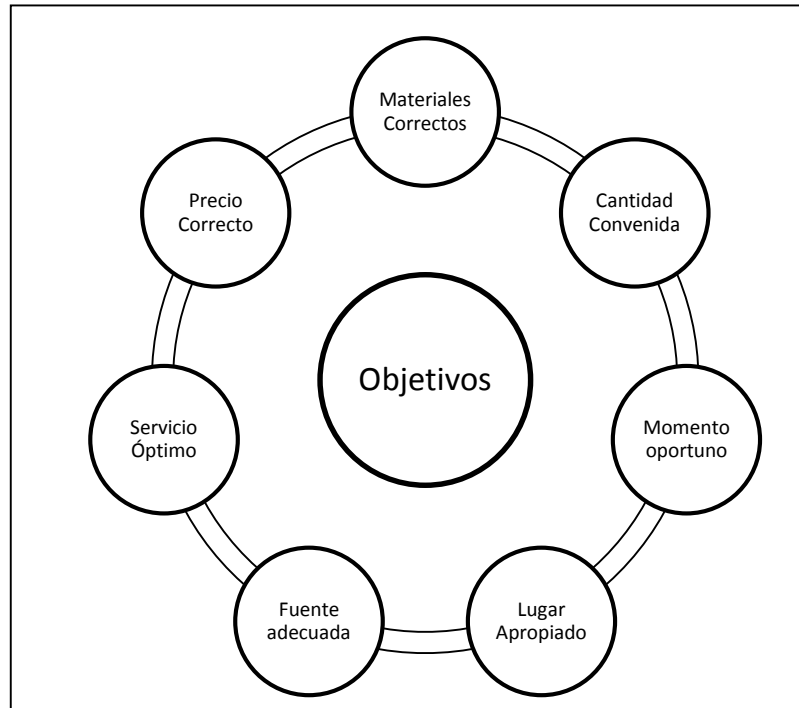 Materiales
Correctos
Cantidad
Convenida
Momento
oportuno
Lugar
Apropiado
Fuente
adecuada
Servicio
Óptimo
Precio
Correcto
Objetivos